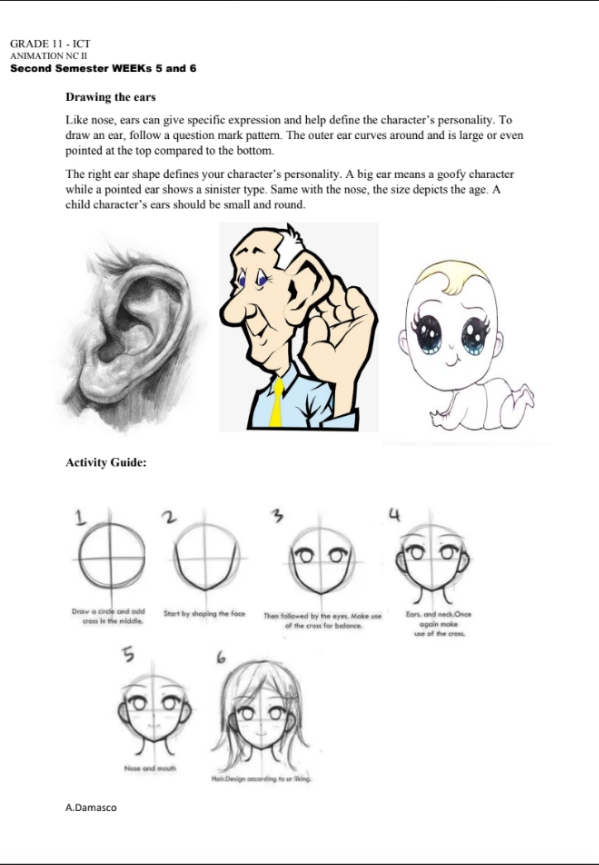 GRADE 11 - ICT
ANIMATION NC II
Second Semester WEEKs 5 and 6
Drawing the ears
Like nose, ears can give specific expression and help define the character's personality. To
draw an ear, follow a question mark pattern. The outer ear curves around and is large or even
pointed at the top compared to the bottom.
The right ear shape defines your character's personality. A big ear means a goofy character
while a pointed ear shows a sinister type. Same with the nose, the size depicts the age. A
child character's ears should be small and round.
Activity Guide:
1
2
3
4
Draw a circle and add
cross in the middle.
Start by shaping the face
Then followed by the eyes. Make use
of the cross for balance.
Ears. and neck.Once
again make
use of the cross.
5
6
Nose and mouth
Hair.Design according to ur liking.
A.Damasco